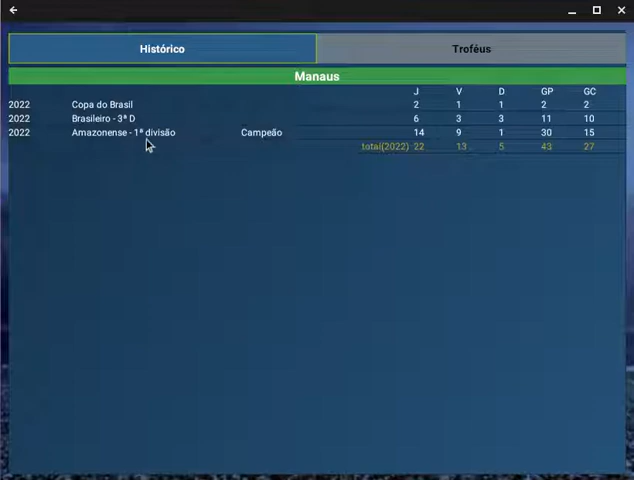 Histórico Troféus
Manaus
J V D GP GC
2022 Copa do Brasil 2 1 1 2 2
2022 Brasileiro - 3ª D 6 3 3 11 10
2022 Amazonense - 1ª divisão Campeão 14 9 1 30 15
total(2022) 22 13 5 43 27